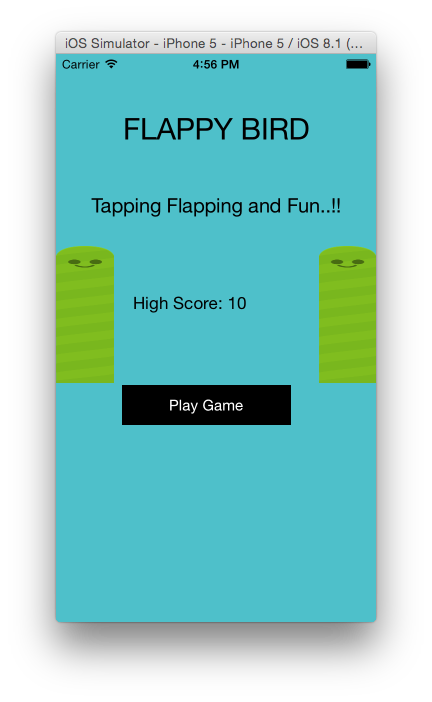 iOS Simulator - iPhone 5 - iPhone 5 / iOS 8.1 (...
Carrier 4:56 PM
FLAPPY BIRD
Tapping Flapping and Fun..!!
High Score: 10
Play Game